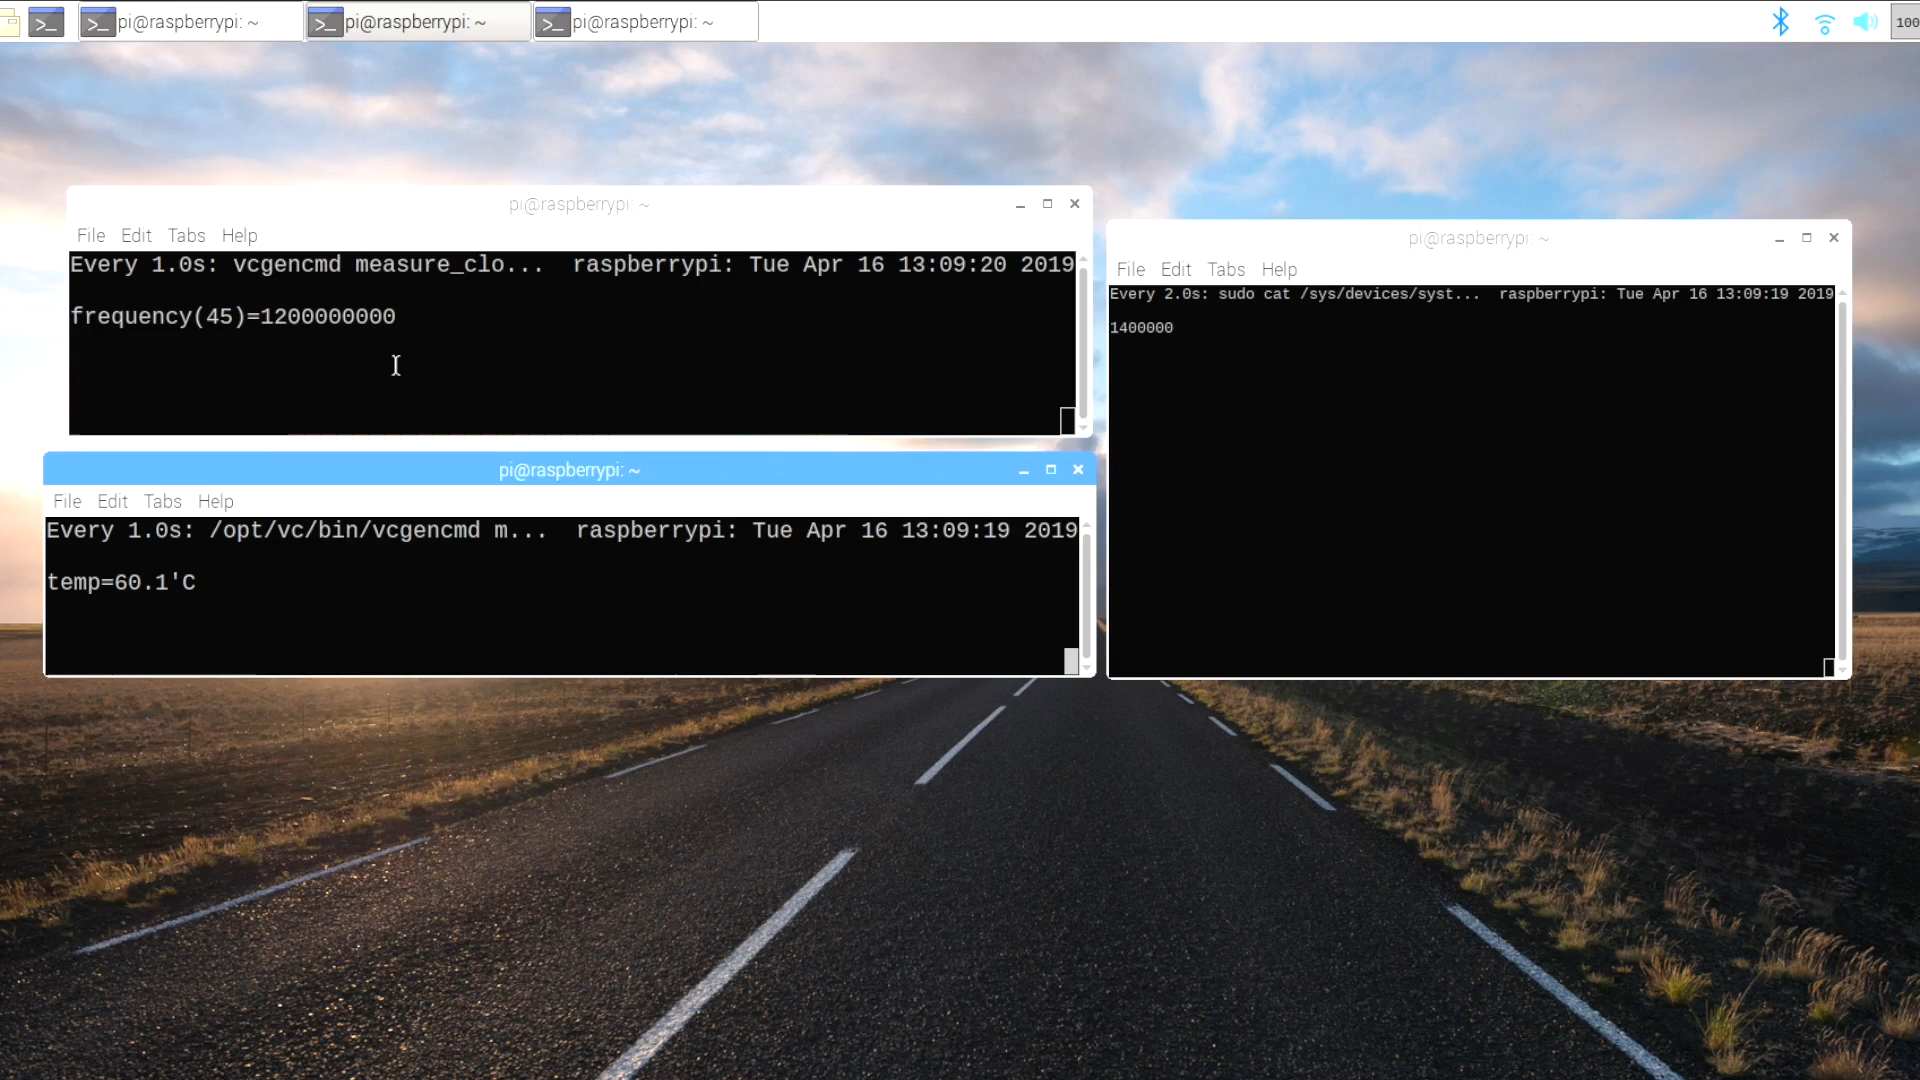 pi@raspberrypi: ~
pi@raspberrypi: ~
pi@raspberrypi: ~
100
pi@raspberrypi: ~
File Edit Tabs Help
Every 1.0s: vcgencmd measure_clo... raspberrypi: Tue Apr 16 13:09:20 2019
frequency(45)=1200000000
pi@raspberrypi: ~
File Edit Tabs Help
Every 1.0s: /opt/vc/bin/vcgencmd m... raspberrypi: Tue Apr 16 13:09:19 2019
temp=60.1'C
pi@raspberrypi: ~
File Edit Tabs Help
Every 2.0s: sudo cat /sys/devices/syst... raspberrypi: Tue Apr 16 13:09:19 2019
1400000